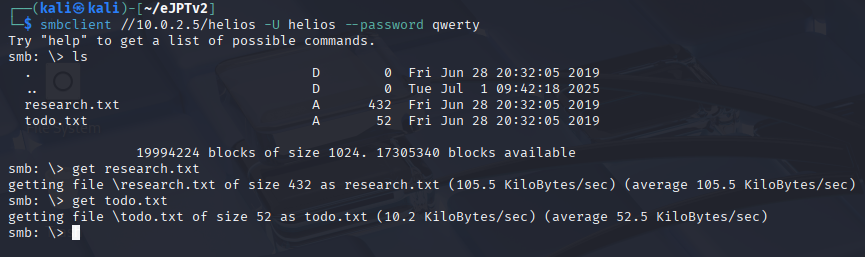 ┌──(kali㉿kali)-[~/eJPTv2]
└─$ smbclient //10.0.2.5/helios -U helios --password qwerty
Try "help" to get a list of possible commands.
smb: \> ls
  .                                   D        0  Fri Jun 28 20:32:05 2019
  ..                                  D        0  Tue Jul  1 09:42:18 2025
  research.txt                        A      432  Fri Jun 28 20:32:05 2019
  todo.txt                            A       52  Fri Jun 28 20:32:05 2019
                19994224 blocks of size 1024. 17305340 blocks available
smb: \> get research.txt
getting file \research.txt of size 432 as research.txt (105.5 KiloBytes/sec) (average 105.5 KiloBytes/sec)
smb: \> get todo.txt
getting file \todo.txt of size 52 as todo.txt (10.2 KiloBytes/sec) (average 52.5 KiloBytes/sec)
smb: \>